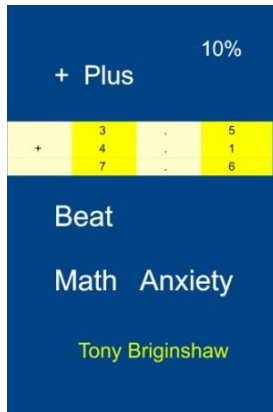 10%
+ Plus
3 . 5
+ 4 . 1
7 . 6
Beat
Math Anxiety
Tony Briginshaw